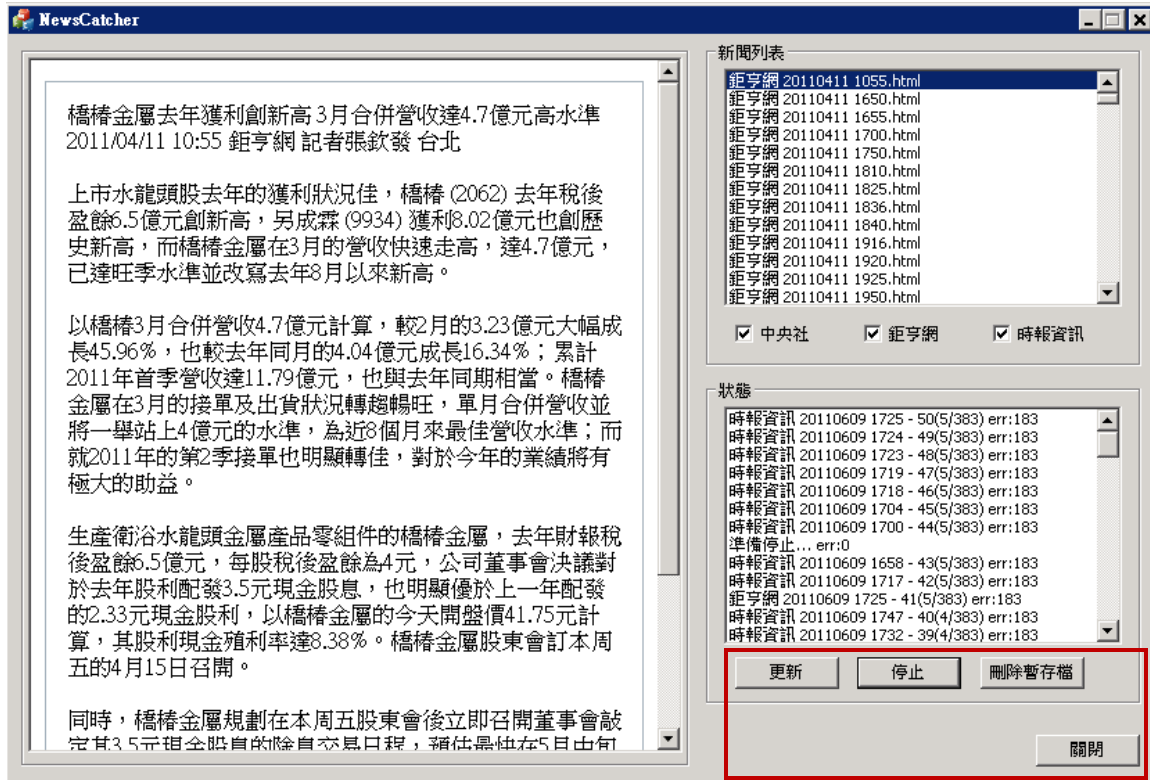 NewsCatcher
橋椿金屬去年獲利創新高 3月合併營收達4.7億元高水準
2011/04/11 10:55 鉅亨網 記者張欽發 台北
上市水龍頭股去年的獲利狀況佳，橋椿 (2062) 去年稅後
盈餘6.5億元創新高，另成霖 (9934) 獲利8.02億元也創歷
史新高，而橋椿金屬在3月的營收快速走高，達4.7億元，
已達旺季水準並改寫去年8月以來新高。
以橋椿3月合併營收4.7億元計算，較2月的3.23億元大幅成
長45.96%，也較去年同月的4.04億元成長16.34%；累計
2011年首季營收達11.79億元，也與去年同期相當。橋椿
金屬在3月的接單及出貨狀況轉趨暢旺，單月合併營收並
將一舉站上4億元的水準，為近8個月來最佳營收水準；而
就2011年的第2季接單也明顯轉佳，對於今年的業績將有
極大的助益。
生產衛浴水龍頭金屬產品零組件的橋椿金屬，去年財報稅
後盈餘6.5億元，每股稅後盈餘為4元，公司董事會決議對
於去年股利配發3.5元現金股息，也明顯優於上一年配發
的2.33元現金股利，以橋椿金屬的今天開盤價41.75元計
算，其股利現金殖利率達8.38%。橋椿金屬股東會訂本周
五的4月15日召開。
同時，橋椿金屬規劃在本周五股東會後立即召開董事會敲
定其3.5元現金股息的除息交易日程，預估最快在5月中旬
新聞列表
鉅亨網 20110411 1055.html
鉅亨網 20110411 1650.html
鉅亨網 20110411 1655.html
鉅亨網 20110411 1700.html
鉅亨網 20110411 1750.html
鉅亨網 20110411 1810.html
鉅亨網 20110411 1825.html
鉅亨網 20110411 1836.html
鉅亨網 20110411 1840.html
鉅亨網 20110411 1916.html
鉅亨網 20110411 1920.html
鉅亨網 20110411 1925.html
鉅亨網 20110411 1950.html
中央社 鉅亨網 時報資訊
狀態
時報資訊 20110609 1725 - 50(5/383) err:183
時報資訊 20110609 1724 - 49(5/383) err:183
時報資訊 20110609 1723 - 48(5/383) err:183
時報資訊 20110609 1719 - 47(5/383) err:183
時報資訊 20110609 1718 - 46(5/383) err:183
時報資訊 20110609 1704 - 45(5/383) err:183
時報資訊 20110609 1700 - 44(5/383) err:183
準備停止... err:0
時報資訊 20110609 1658 - 43(5/383) err:183
時報資訊 20110609 1717 - 42(5/383) err:183
鉅亨網 20110609 1725 - 41(5/383) err:183
時報資訊 20110609 1747 - 40(4/383) err:183
時報資訊 20110609 1732 - 39(4/383) err:183
更新 停止 刪除暫存檔
關閉